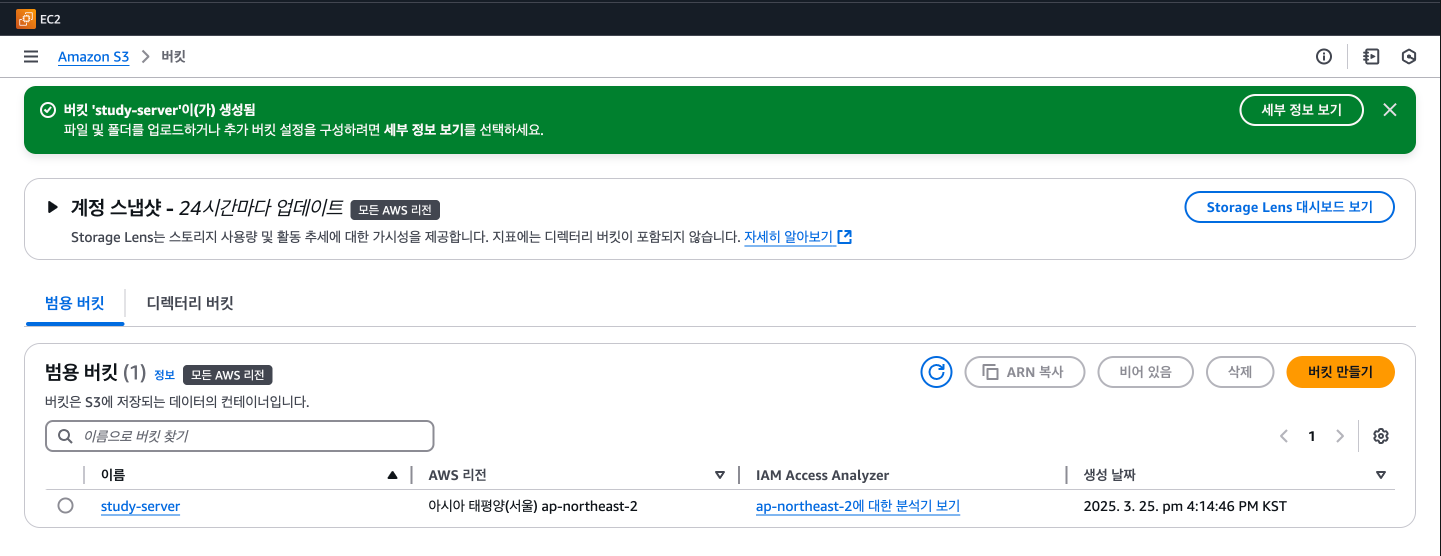 EC2
Amazon S3 > 버킷
버킷 'study-server'이(가) 생성됨
파일 및 폴더를 업로드하거나 추가 버킷 설정을 구성하려면 세부 정보 보기를 선택하세요.
세부 정보 보기
계정 스냅샷 - 24시간마다 업데이트 모든 AWS 리전
Storage Lens는 스토리지 사용량 및 활동 추세에 대한 가시성을 제공합니다. 지표에는 디렉터리 버킷이 포함되지 않습니다. 자세히 알아보기
Storage Lens 대시보드 보기
범용 버킷 디렉터리 버킷
범용 버킷 (1) 정보 모든 AWS 리전
버킷은 S3에 저장되는 데이터의 컨테이너입니다.
ARN 복사 비어 있음 삭제 버킷 만들기
이름으로 버킷 찾기
1
이름 AWS 리전 IAM Access Analyzer 생성 날짜
study-server 아시아 태평양(서울) ap-northeast-2 ap-northeast-2에 대한 분석기 보기 2025. 3. 25. pm 4:14:46 PM KST